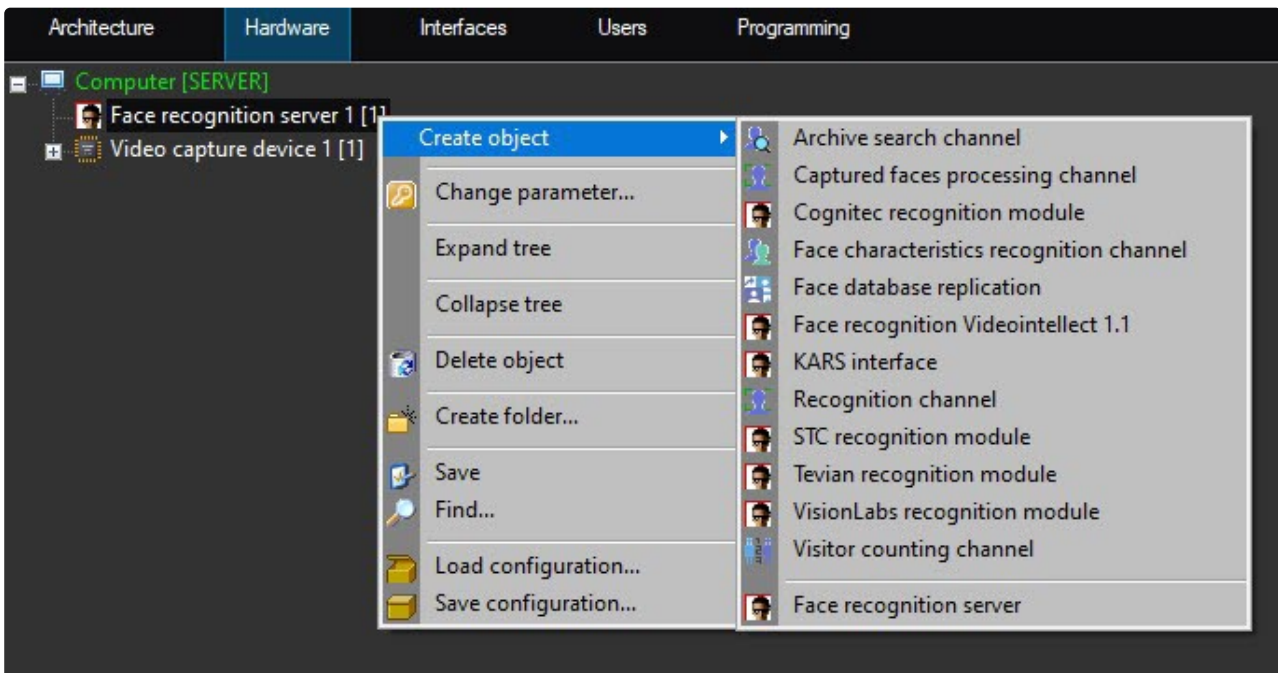 Architecture Hardware Interfaces Users Programming
Computer [SERVER]
Face recognition server 1 [1]
Video capture device 1 [1]
Create object
Change parameter...
Expand tree
Collapse tree
Delete object
Create folder...
Save
Find...
Load configuration...
Save configuration...
Archive search channel
Captured faces processing channel
Cognitec recognition module
Face characteristics recognition channel
Face database replication
Face recognition Videointellect 1.1
KARS interface
Recognition channel
STC recognition module
Tevian recognition module
VisionLabs recognition module
Visitor counting channel
Face recognition server